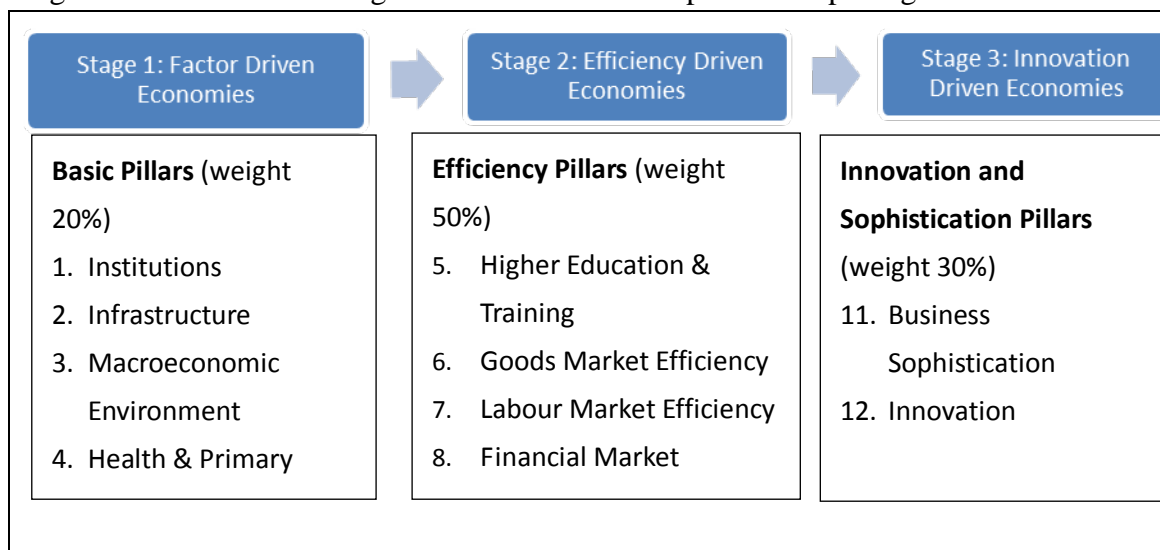 Stage 1: Factor Driven
Economies
Stage 2: Efficiency Driven
Economies
Stage 3: Innovation
Driven Economies
Basic Pillars (weight
20%)
1. Institutions
2. Infrastructure
3. Macroeconomic
Environment
4. Health & Primary
Efficiency Pillars (weight
50%)
5. Higher Education &
Training
6. Goods Market Efficiency
7. Labour Market Efficiency
8. Financial Market
Innovation and
Sophistication Pillars
(weight 30%)
11. Business
Sophistication
12. Innovation